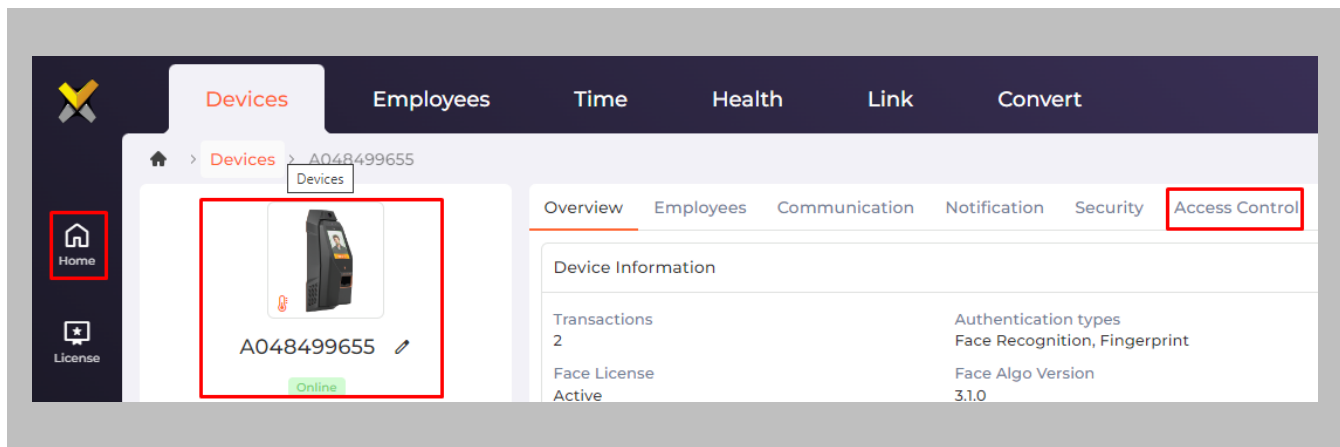 Devices Employees Time Health Link Convert
> Devices > A048499655
Devices
Home
License
A048499655
Online
Overview Employees Communication Notification Security Access Control
Device Information
Transactions
2
Authentication types
Face Recognition, Fingerprint
Face License
Active
Face Algo Version
3.1.0